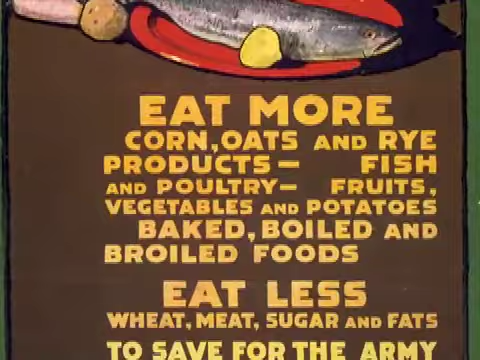 EAT MORE
CORN, OATS AND RYE
PRODUCTS — FISH
AND POULTRY — FRUITS,
VEGETABLES AND POTATOES
BAKED, BOILED AND
BROILED FOODS
EAT LESS
WHEAT, MEAT, SUGAR AND FATS
TO SAVE FOR THE ARMY